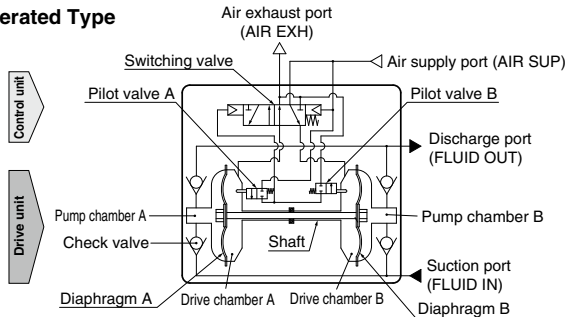 erated Type
Air exhaust port
(AIR EXH)
Switching valve
Air supply port (AIR SUP)
Pilot valve A
Pilot valve B
Control unit
Discharge port
(FLUID OUT)
Drive unit
Pump chamber A
Pump chamber B
Check valve
Shaft
Suction port
(FLUID IN)
Diaphragm A
Drive chamber A
Drive chamber B
Diaphragm B